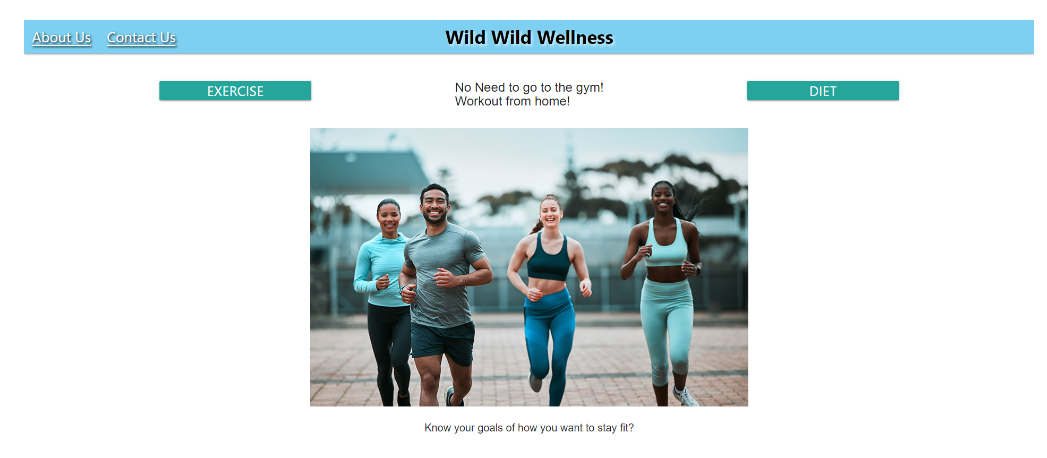 About Us Contact Us Wild Wild Wellness
EXERCISE
No Need to go to the gym!
Workout from home!
DIET
Know your goals of how you want to stay fit?